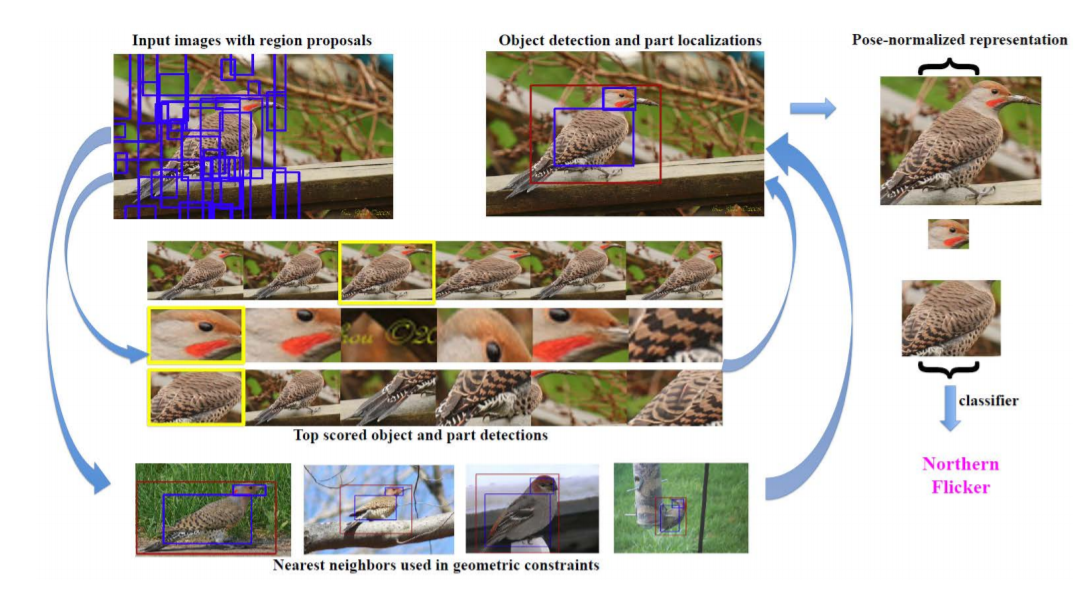 Input images with region proposals
Object detection and part localizations
Pose-normalized representation
©20
Top scored object and part detections
classifier
Northern
Flicker
Nearest neighbors used in geometric constraints